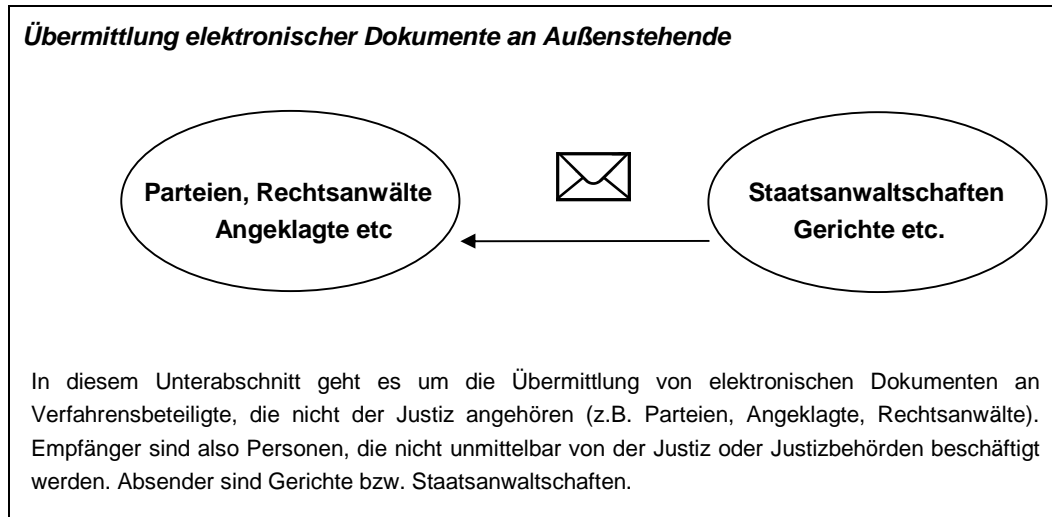 Übermittlung elektronischer Dokumente an Außenstehende
Parteien, Rechtsanwälte
Angeklagte etc
Staatsanwaltschaften
Gerichte etc.
In diesem Unterabschnitt geht es um die Übermittlung von elektronischen Dokumenten an
Verfahrensbeteiligte, die nicht der Justiz angehören (z.B. Parteien, Angeklagte, Rechtsanwälte).
Empfänger sind also Personen, die nicht unmittelbar von der Justiz oder Justizbehörden beschäftigt
werden. Absender sind Gerichte bzw. Staatsanwaltschaften.